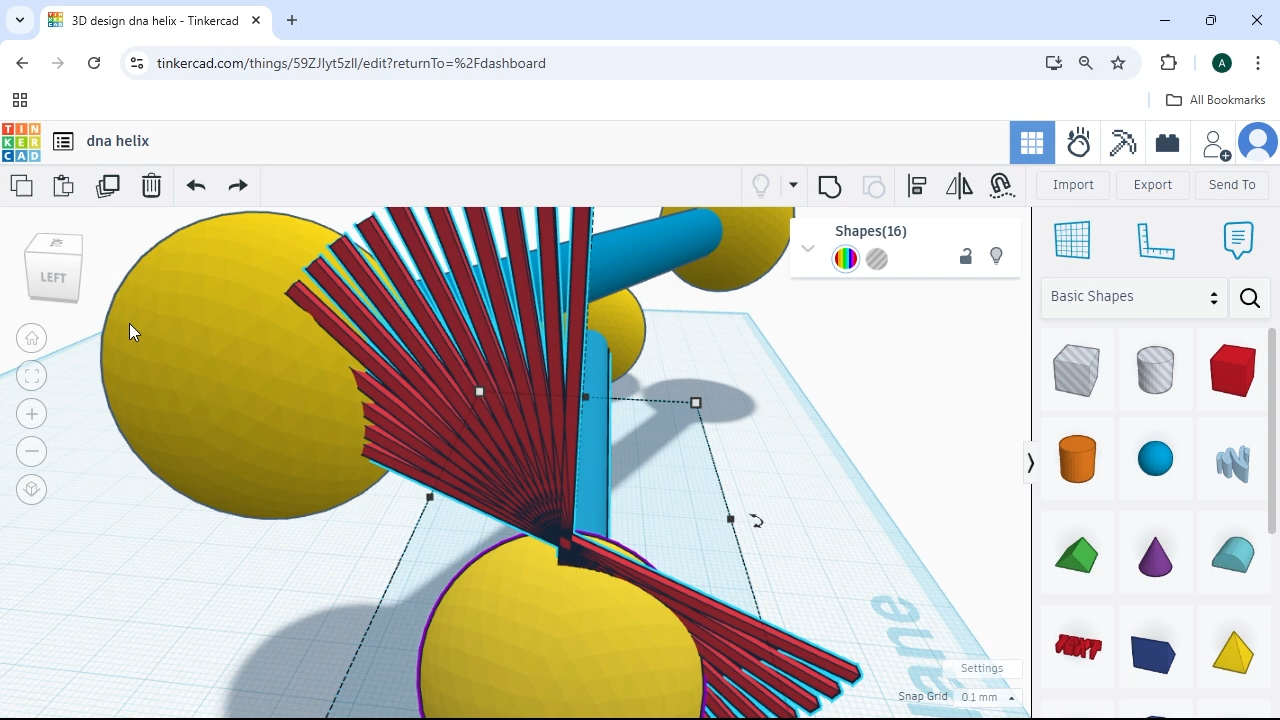 3D design dna helix - Tinkercad
tinkercad.com/things/59ZJlyt5zll/edit?returnTo=%2Fdashboard
A
All Bookmarks
TIN
KER
CAD
dna helix
Import
Export
Send To
LEFT
Shapes(16)
Basic Shapes
TEXT
Settings
Snap Grid 0.1 mm